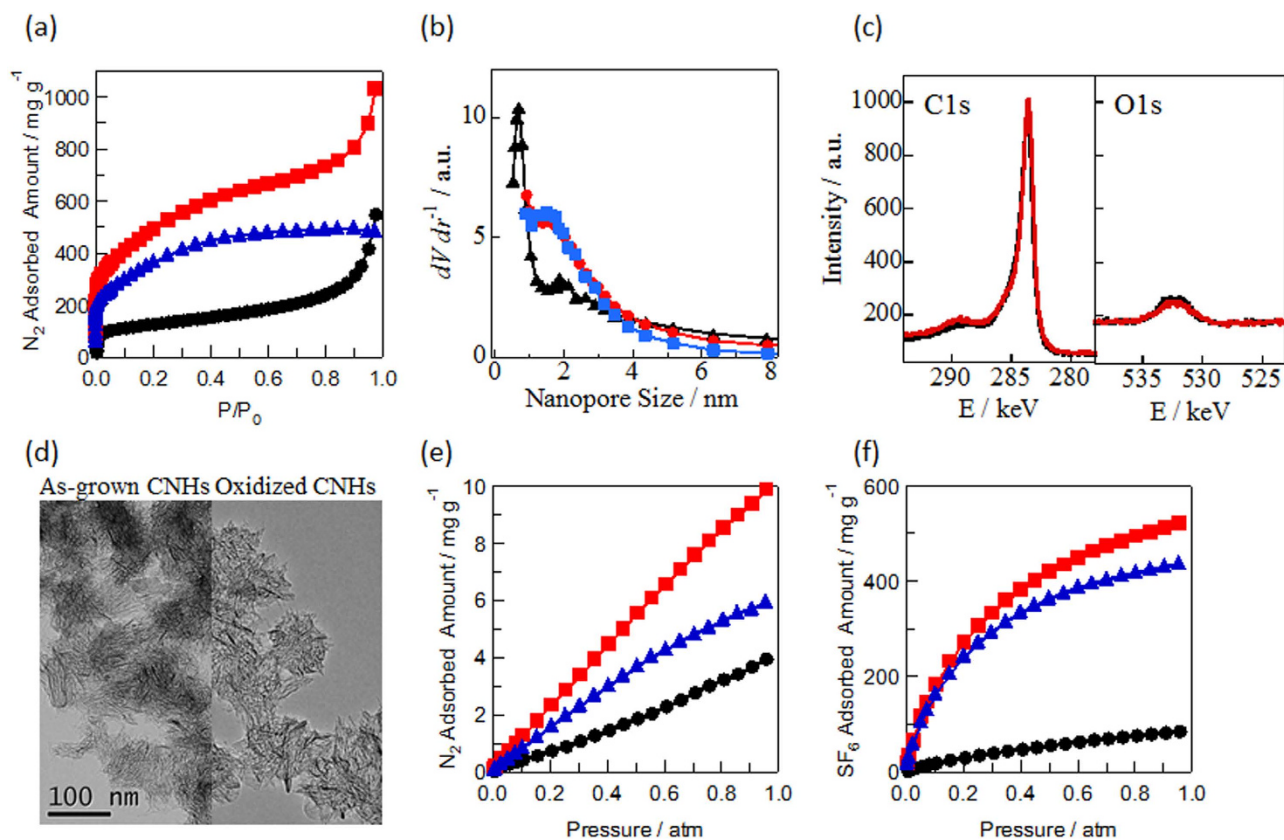 (a)
N₂ Adsorbed Amount / mg g⁻¹
1000
800
600
400
200
0
0.0 0.2 0.4 0.6 0.8 1.0
P/P₀
(b)
dV dr⁻¹ / a.u.
10
5
0
0 2 4 6 8
Nanopore Size / nm
(c)
C1s
O1s
Intensity / a.u.
1000
800
600
400
200
290 284 280
E / keV
535 530 525
E / keV
(d)
As-grown CNHs Oxidized CNHs
100 nm
(e)
N₂ Adsorbed Amount / mg g⁻¹
10
8
6
4
2
0
0.0 0.2 0.4 0.6 0.8 1.0
Pressure / atm
(f)
SF₆ Adsorbed Amount / mg g⁻¹
600
400
200
0
0.0 0.2 0.4 0.6 0.8 1.0
Pressure / atm